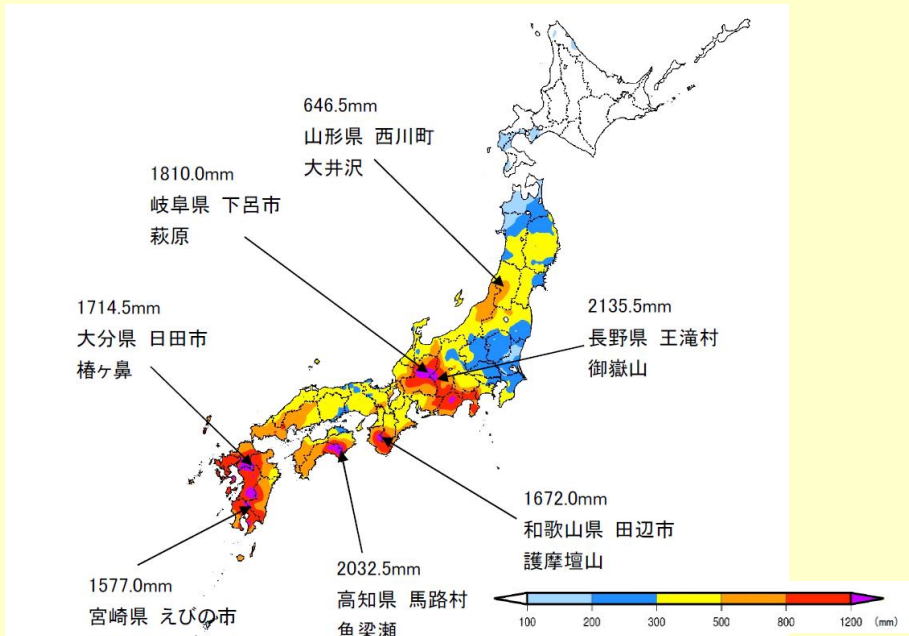 646.5mm
山形県 西川町
大井沢
1810.0mm
岐阜県 下呂市
萩原
1714.5mm
大分県 日田市
椿ヶ鼻
2135.5mm
長野県 王滝村
御嶽山
1672.0mm
和歌山県 田辺市
護摩壇山
1577.0mm
宮崎県 えびの市
2032.5mm
高知県 馬路村
魚梁瀬
100 200 300 500 800 1200 (mm)